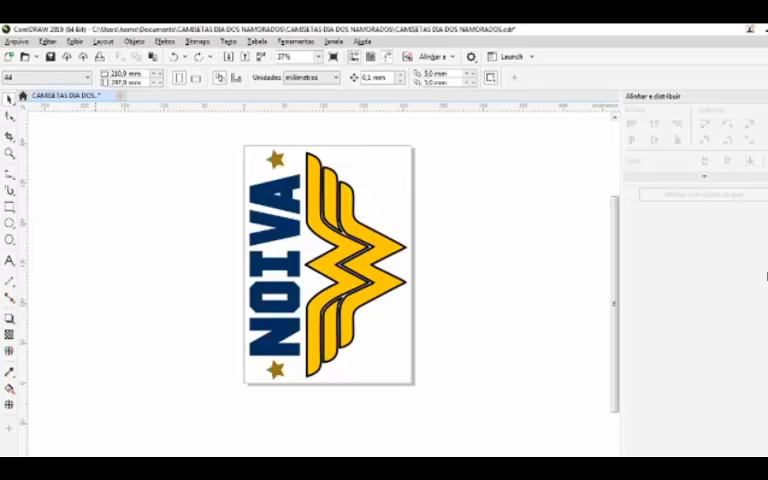 CorelDRAW 2019 (64 Bit) - C:\Users\home\Documents\CAMISETAS DIA DOS NAMORADOS\CAMISETAS DIA DOS NAMORADOS\CAMISETAS DIA DOS NAMORADOS.cdr*
Arquivo Editar Exibir Layout Objeto Efeitos Bitmaps Texto Tabela Ferramentas Janela Ajuda
37% Alinhar a Launch
A4 210,0 mm 297,0 mm Unidades milímetros 0,1 mm 5,0 mm 5,0 mm
CAMISETAS DIA DOS...*
Alinhar e distribuir
milímetros
NOIVA